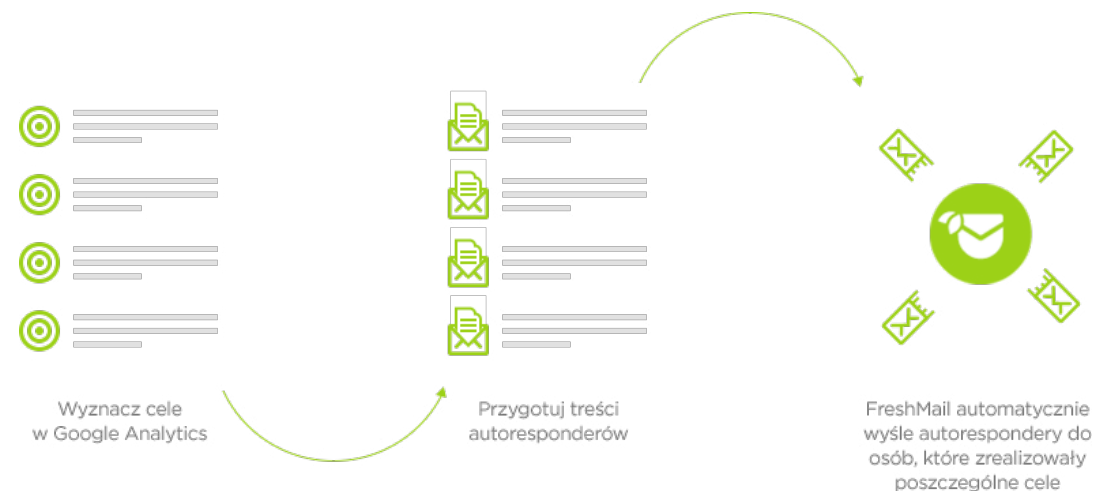 Wyznacz cele
w Google Analytics
Przygotuj treści
autoresponderów
FreshMail automatycznie
wyśle autorespondery do
osób, które zrealizowały
poszczególne cele